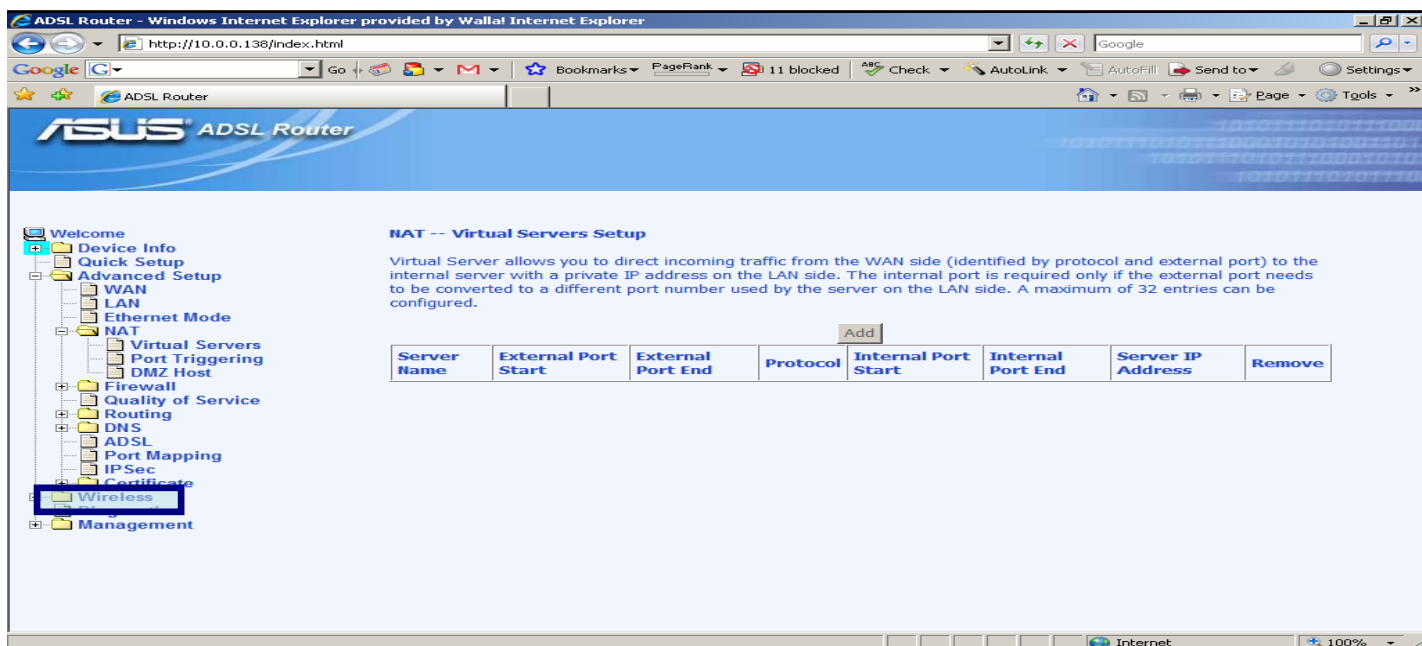 ADSL Router - Windows Internet Explorer provided by Walla! Internet Explorer
http://10.0.0.138/index.html
Google
Google G Go Bookmarks PageRank 11 blocked Check AutoLink AutoFill Send to Settings
ADSL Router
Page Tools »
ASUS ADSL Router
Welcome
Device Info
Quick Setup
Advanced Setup
WAN
LAN
Ethernet Mode
NAT
Virtual Servers
Port Triggering
DMZ Host
Firewall
Quality of Service
Routing
DNS
ADSL
Port Mapping
IPSec
Certificate
Wireless
Management
NAT -- Virtual Servers Setup
Virtual Server allows you to direct incoming traffic from the WAN side (identified by protocol and external port) to the
internal server with a private IP address on the LAN side. The internal port is required only if the external port needs
to be converted to a different port number used by the server on the LAN side. A maximum of 32 entries can be
configured.
Add
Server Name External Port Start External Port End Protocol Internal Port Start Internal Port End Server IP Address Remove
Internet 100%